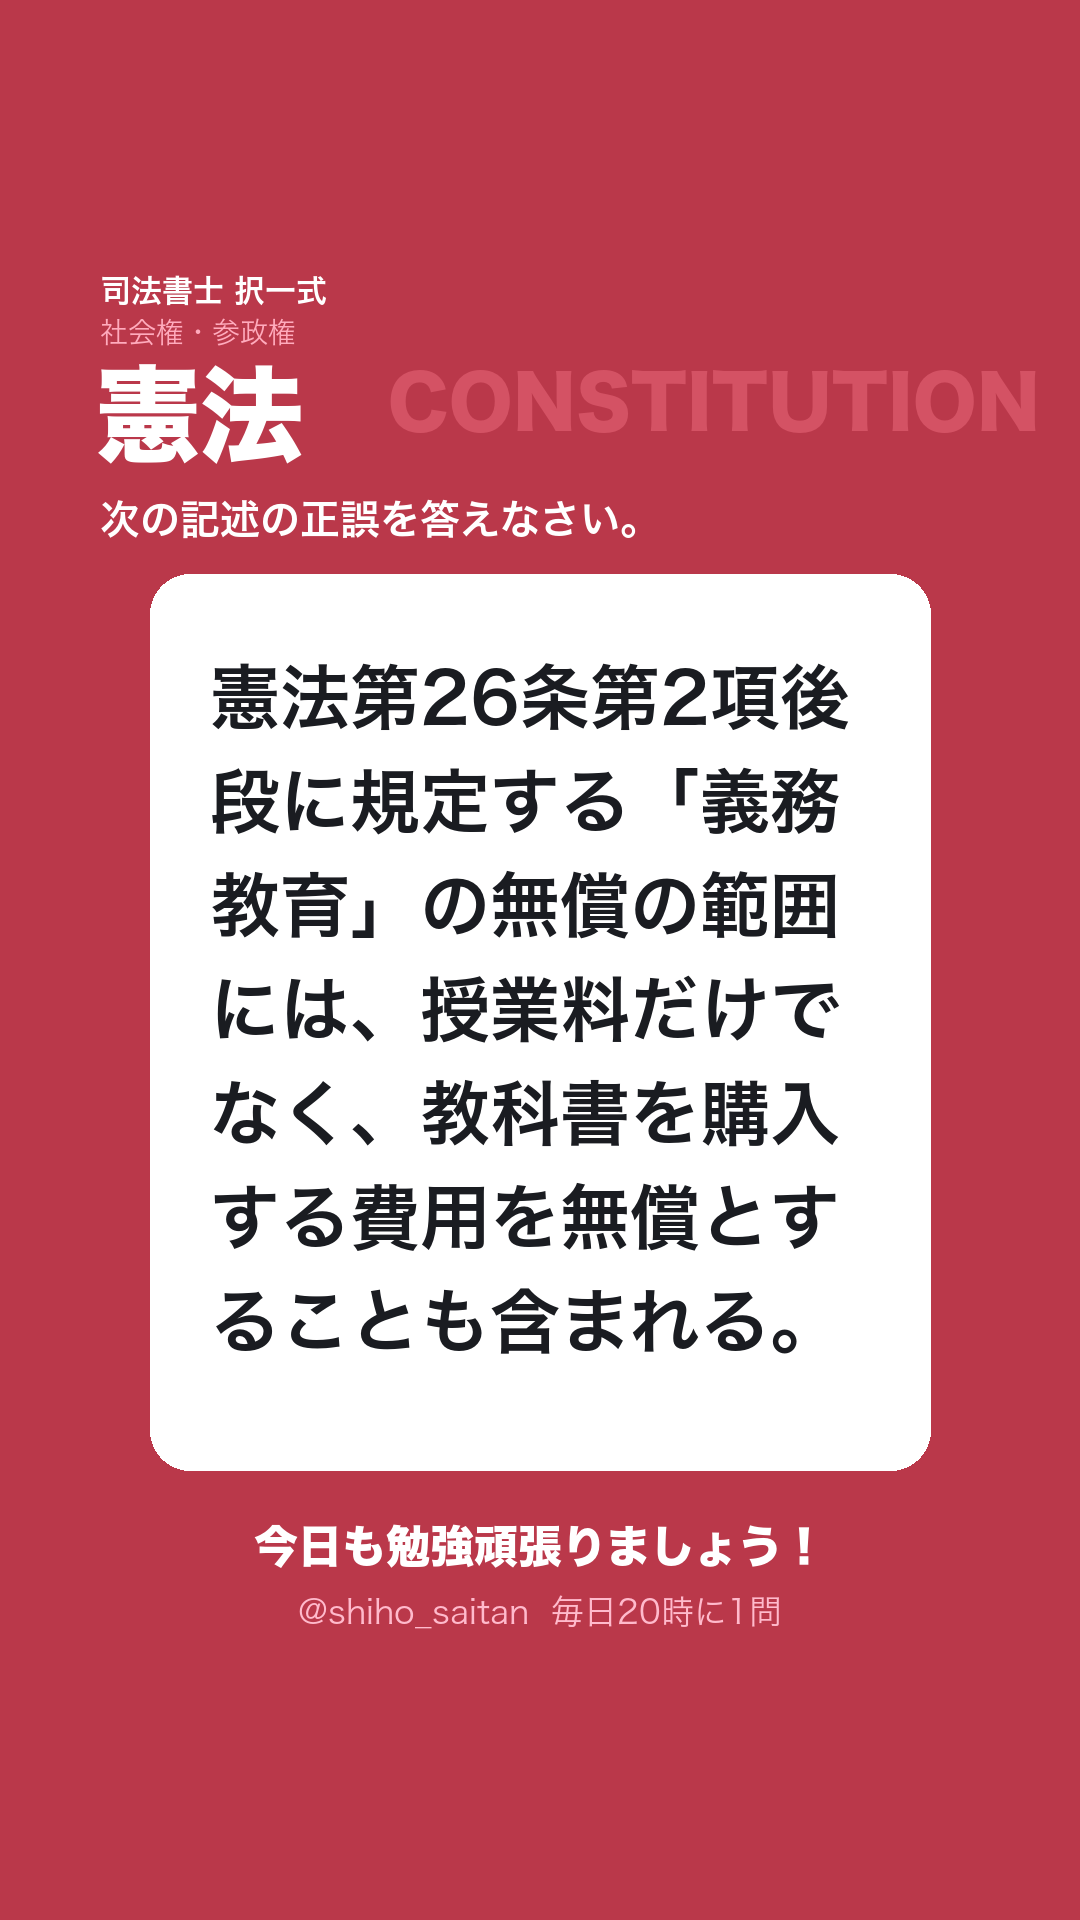 司法書士 択一式
社会権・参政権
憲法
CONSTITUTION
次の記述の正誤を答えなさい。
憲法第26条第2項後
段に規定する「義務
教育」の無償の範囲
には、授業料だけで
なく、教科書を購入
する費用を無償とす
ることも含まれる。
今日も勉強頑張りましょう！
@shiho_saitan 毎日20時に1問